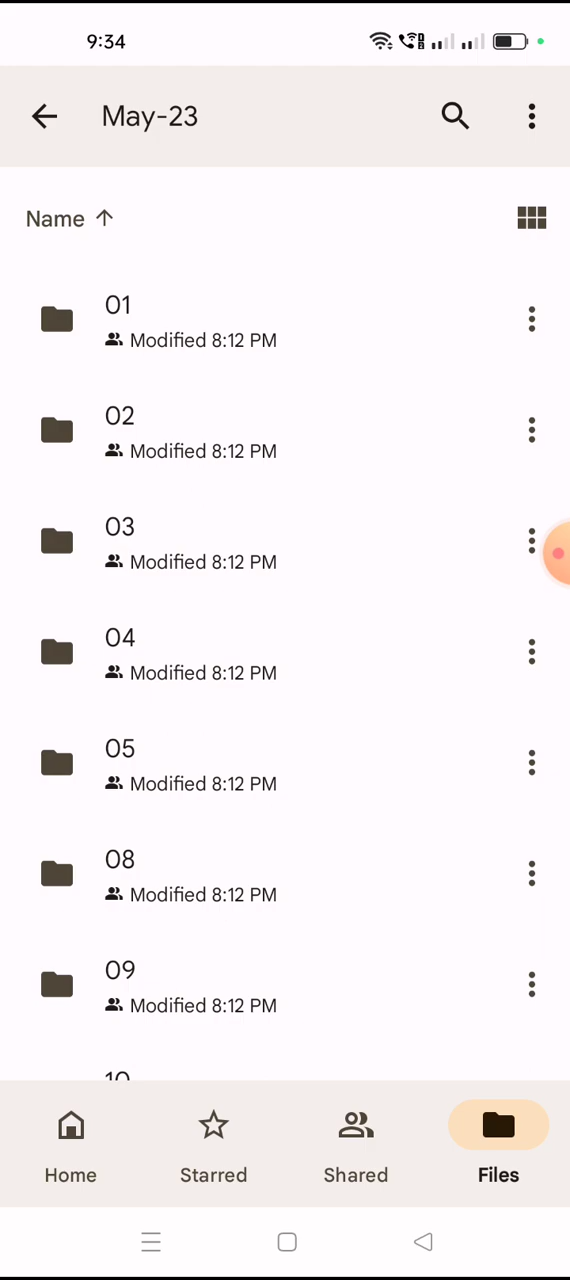 9:34
May-23
Name
01
Modified 8:12 PM
02
Modified 8:12 PM
03
Modified 8:12 PM
04
Modified 8:12 PM
05
Modified 8:12 PM
08
Modified 8:12 PM
09
Modified 8:12 PM
10
Home Starred Shared Files